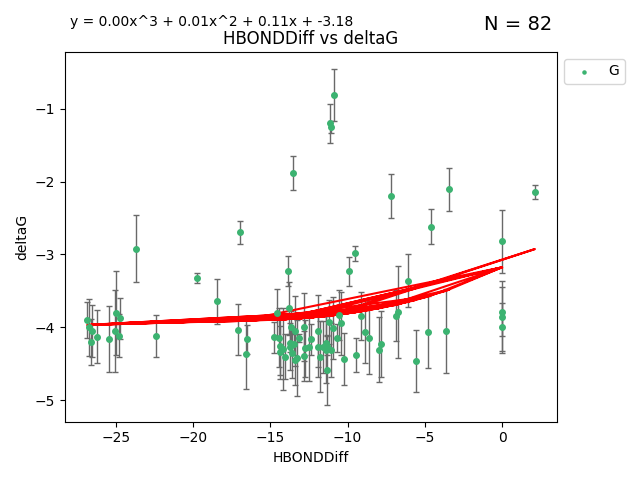 y = 0.00x^3 + 0.01x^2 + 0.11x + -3.18
N = 82
HBONDDiff vs deltaG
G
−1
−2
−3
−4
−5
deltaG
−25 −20 −15 −10 −5 0
HBONDDiff